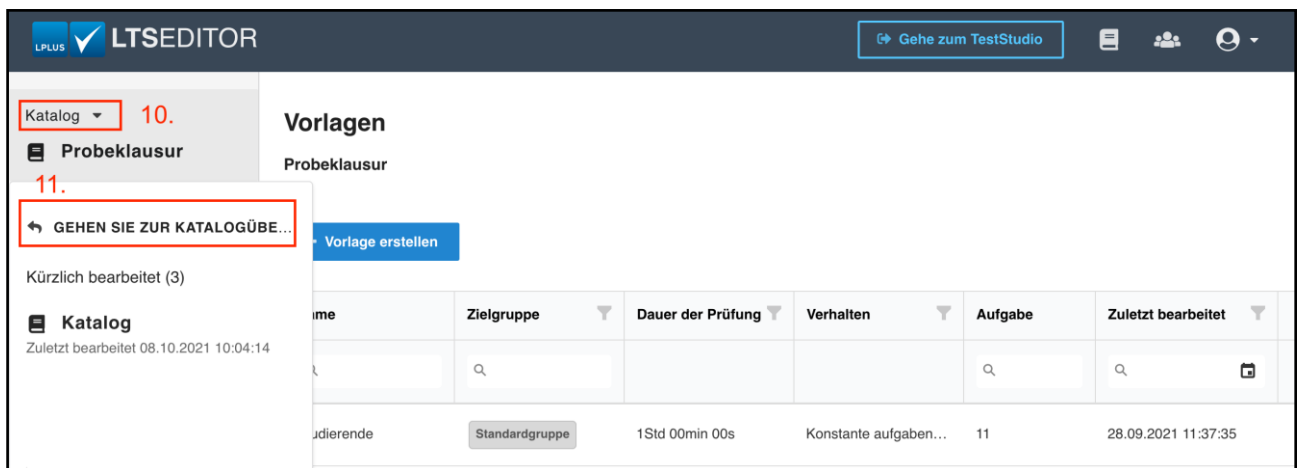 LPLUS LTSEDITOR Gehe zum TestStudio
Katalog 10.
Probeklausur
11.
GEHEN SIE ZUR KATALOGÜBE...
Kürzlich bearbeitet (3)
Katalog
Zuletzt bearbeitet 08.10.2021 10:04:14
Vorlagen
Probeklausur
Vorlage erstellen
me Zielgruppe Dauer der Prüfung Verhalten Aufgabe Zuletzt bearbeitet
udierende Standardgruppe 1Std 00min 00s Konstante aufgaben... 11 28.09.2021 11:37:35